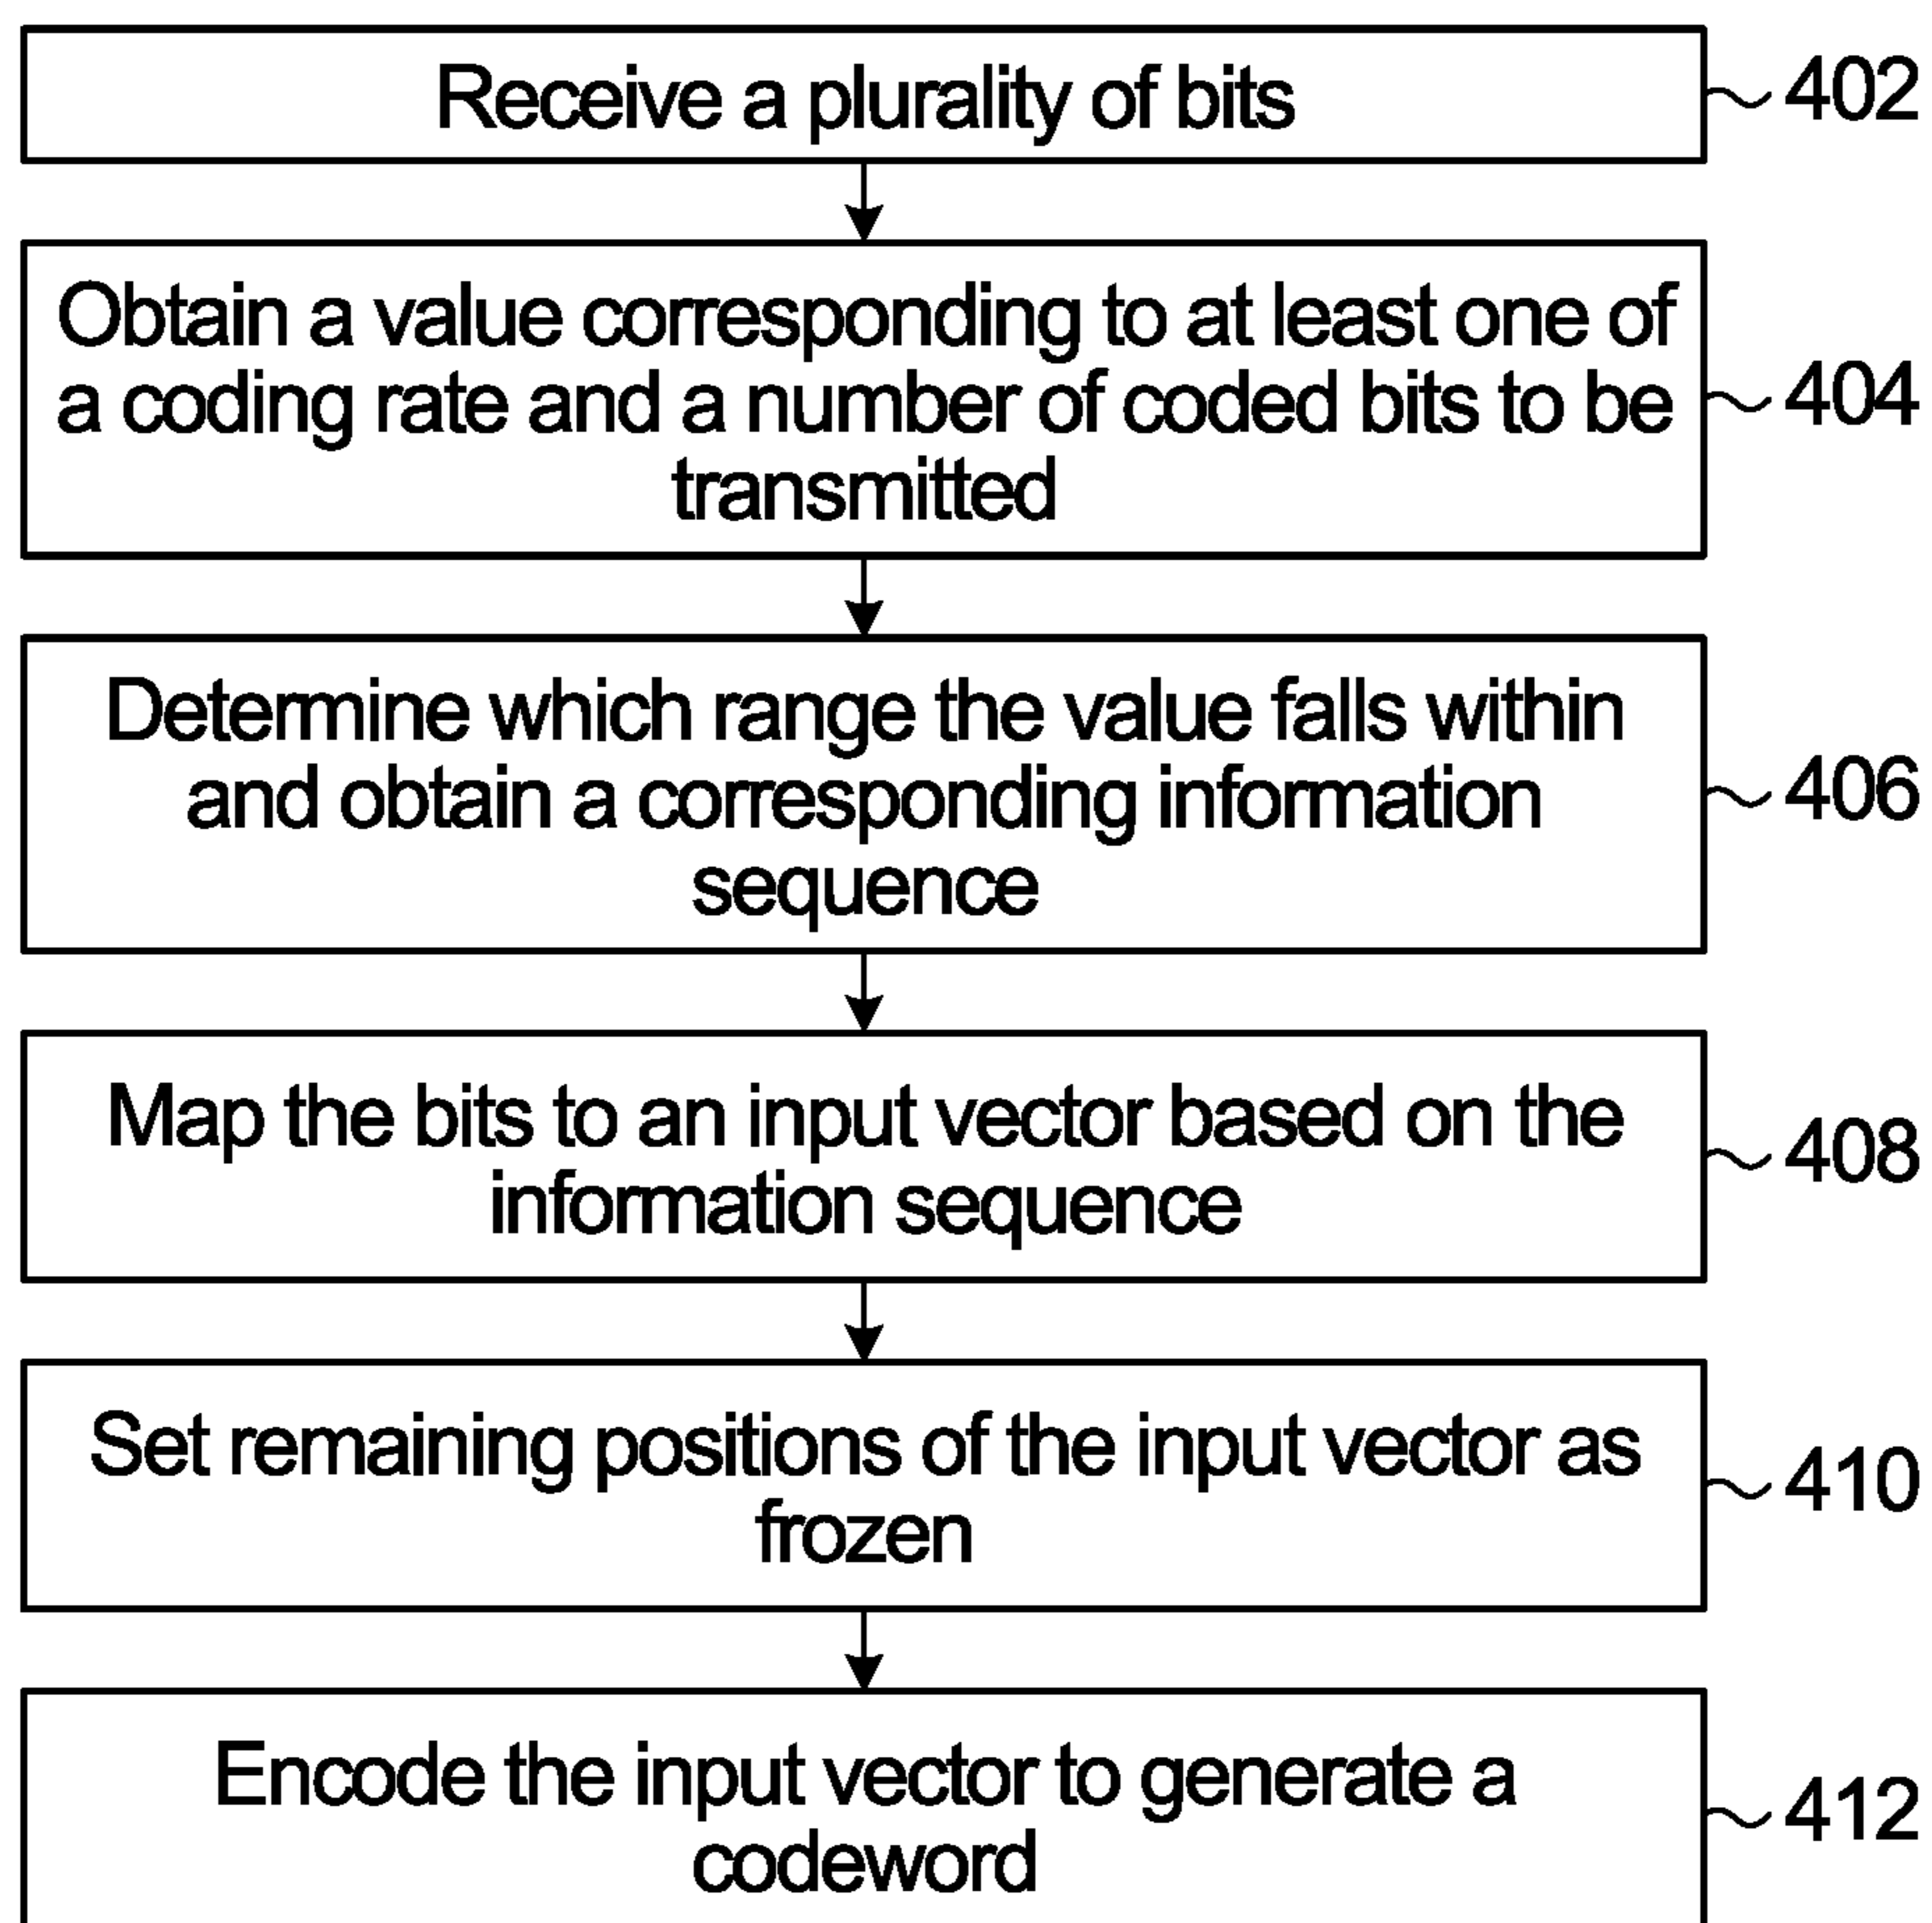 Receive a plurality of bits
402
Obtain a value corresponding to at least one of
a coding rate and a number of coded bits to be
404
transmitted
Determine which range the value falls within
and obtain a corresponding information
406
sequence
Map the bits to an input vector based on the
408
information sequence
Set remaining positions of the input vector as
410
frozen
Encode the input vector to generate a
412
codeword